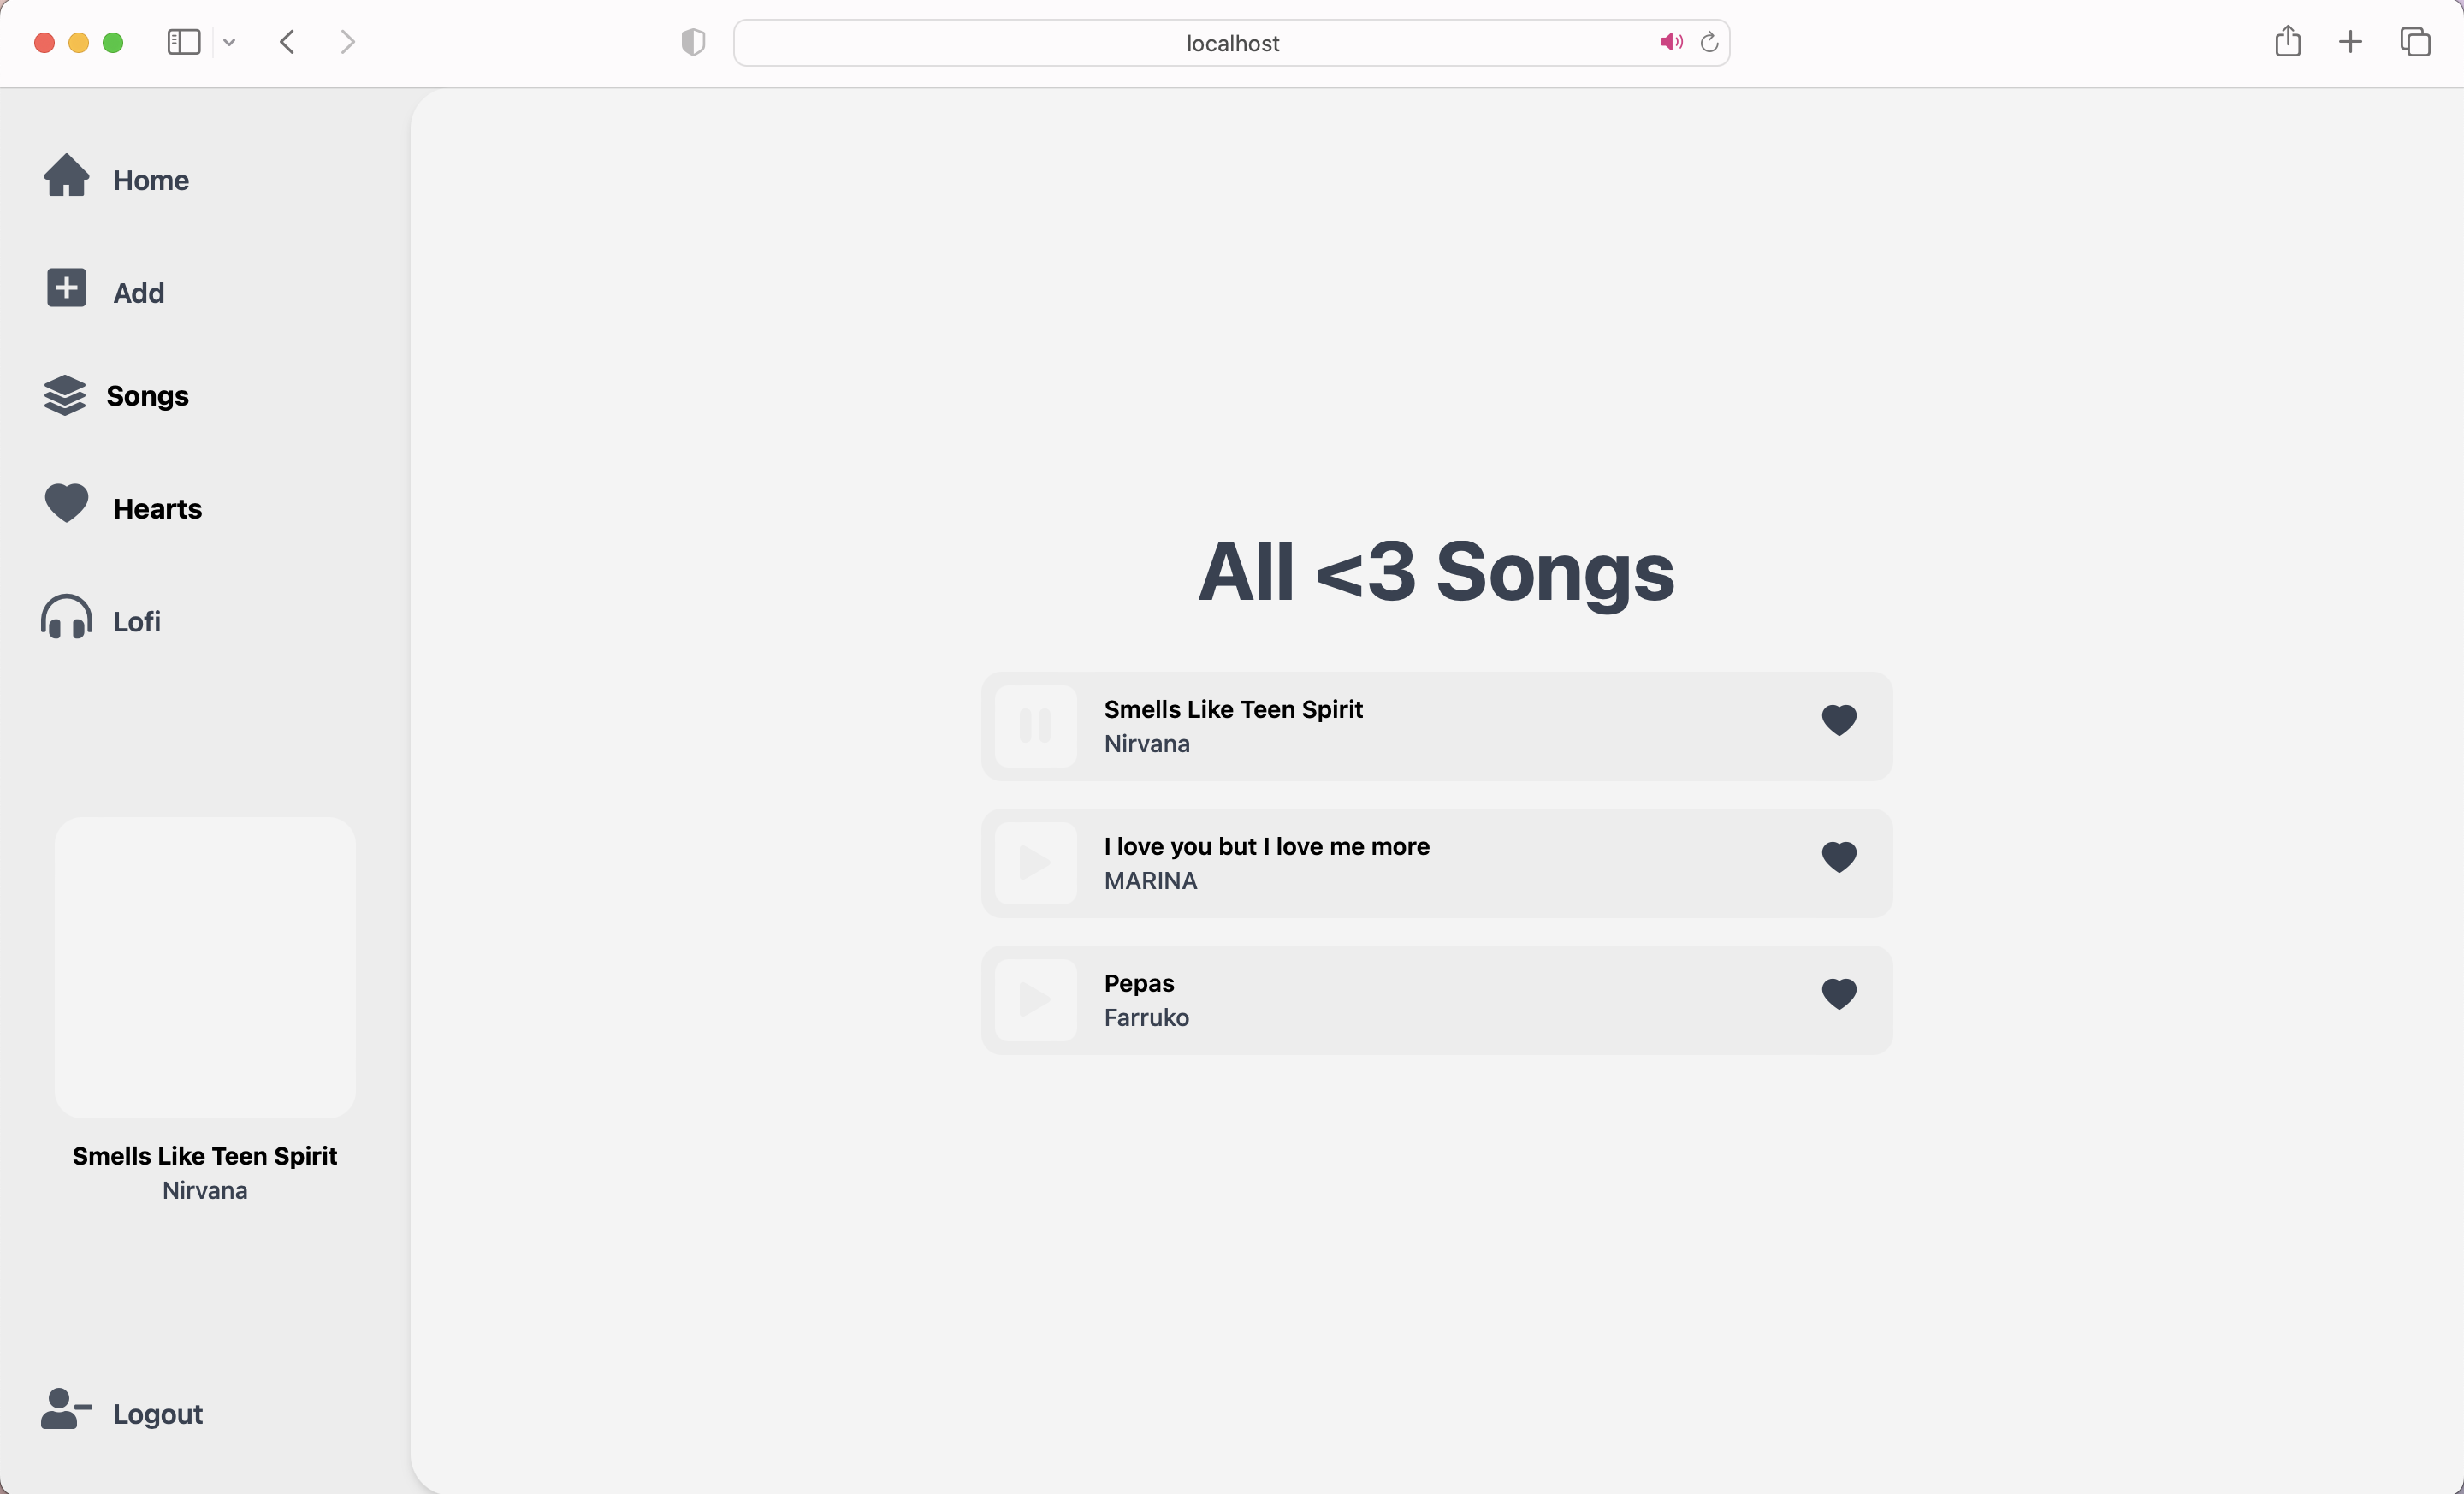 localhost
Home
Add
Songs
Hearts
Lofi
Smells Like Teen Spirit
Nirvana
Logout
All <3 Songs
Smells Like Teen Spirit
Nirvana
I love you but I love me more
MARINA
Pepas
Farruko